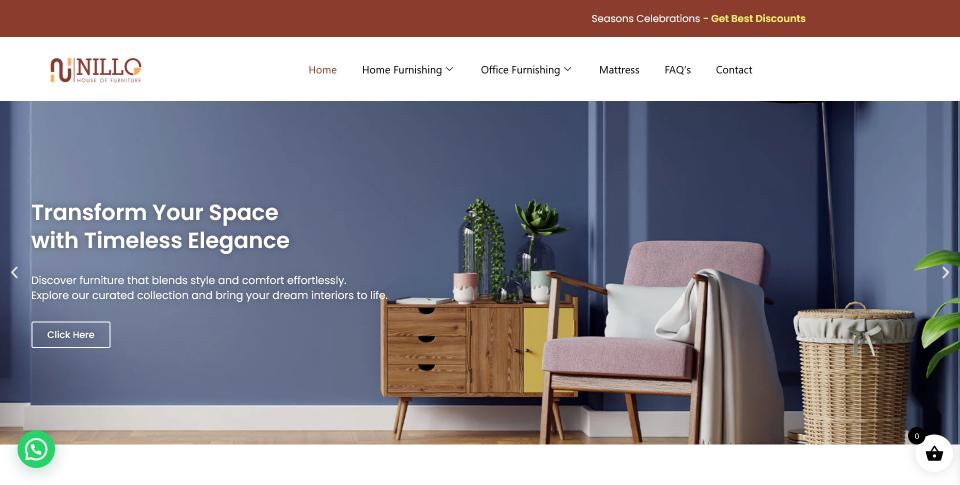 Seasons Celebrations - Get Best Discounts
NILLO
HOUSE OF FURNITURE
Home
Home Furnishing
Office Furnishing
Mattress
FAQ's
Contact
Transform Your Space
with Timeless Elegance
Discover furniture that blends style and comfort effortlessly.
Explore our curated collection and bring your dream interiors to life.
Click Here
0